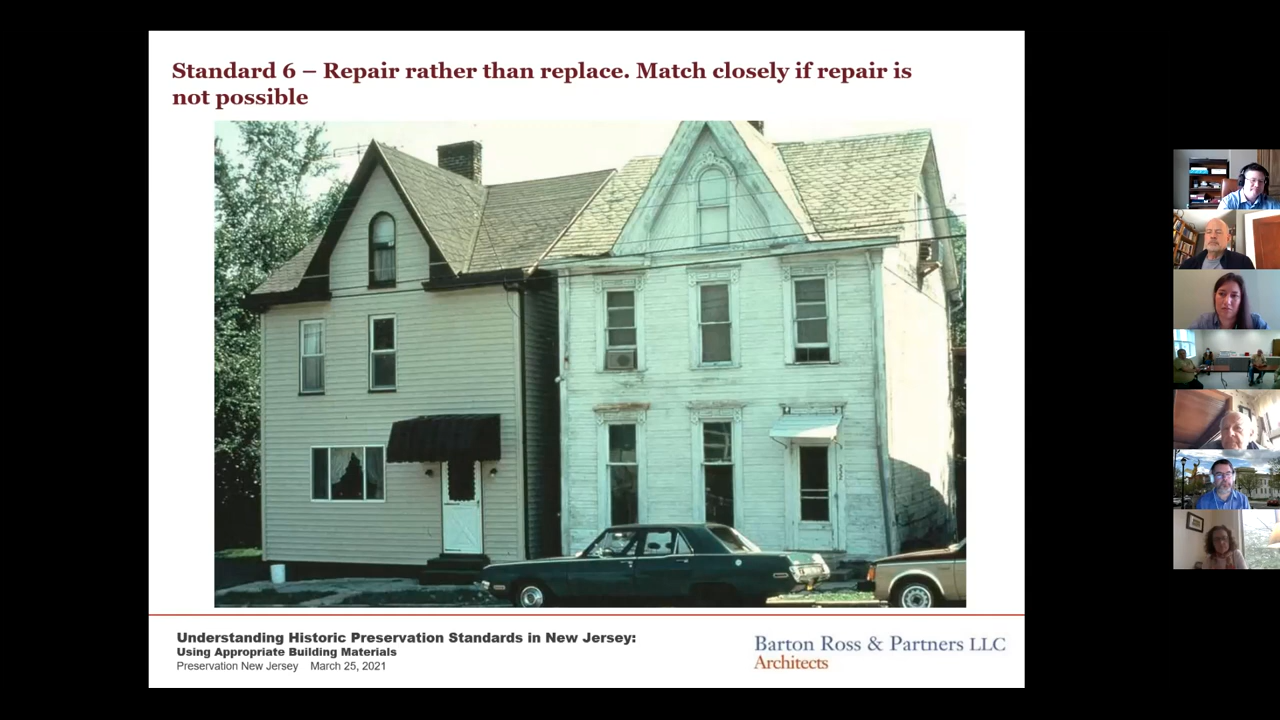 Standard 6 – Repair rather than replace. Match closely if repair is
not possible
Understanding Historic Preservation Standards in New Jersey:
Using Appropriate Building Materials
Preservation New Jersey March 25, 2021
Barton Ross & Partners LLC
Architects